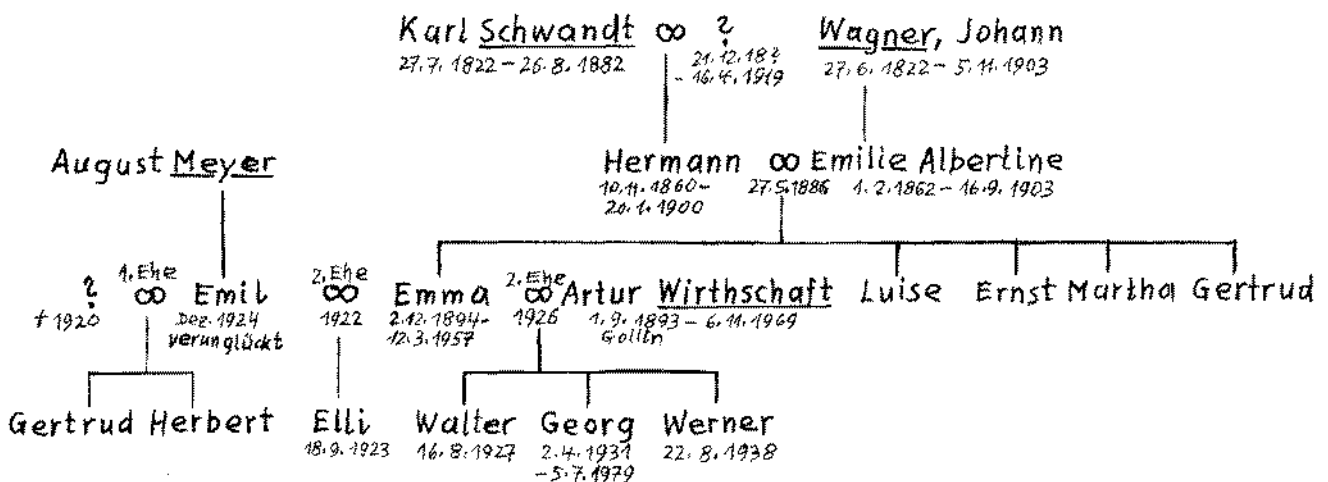 Karl Schwandt ∞ ? Wagner, Johann
27.7.1822 – 26.8.1882 21.12.18? – 16.4.1919 27.6.1822 – 5.11.1903
August Meyer Hermann ∞ Emilie Albertine
10.11.1860 – 20.1.1900 27.5.1886 1.2.1862 – 16.9.1903
1. Ehe 2. Ehe 2. Ehe
? ∞ Emil ∞ Emma ∞ Artur Wirthschaft Luise Ernst Martha Gertrud
† 1920 Dez. 1924 1922 2.12.1894 – 1926 1.9.1893 – 6.11.1969
verunglückt 12.3.1957 Golltn
Gertrud Herbert Elli Walter Georg Werner
18.9.1923 16.8.1927 2.4.1931 22.8.1938
– 5.7.1979